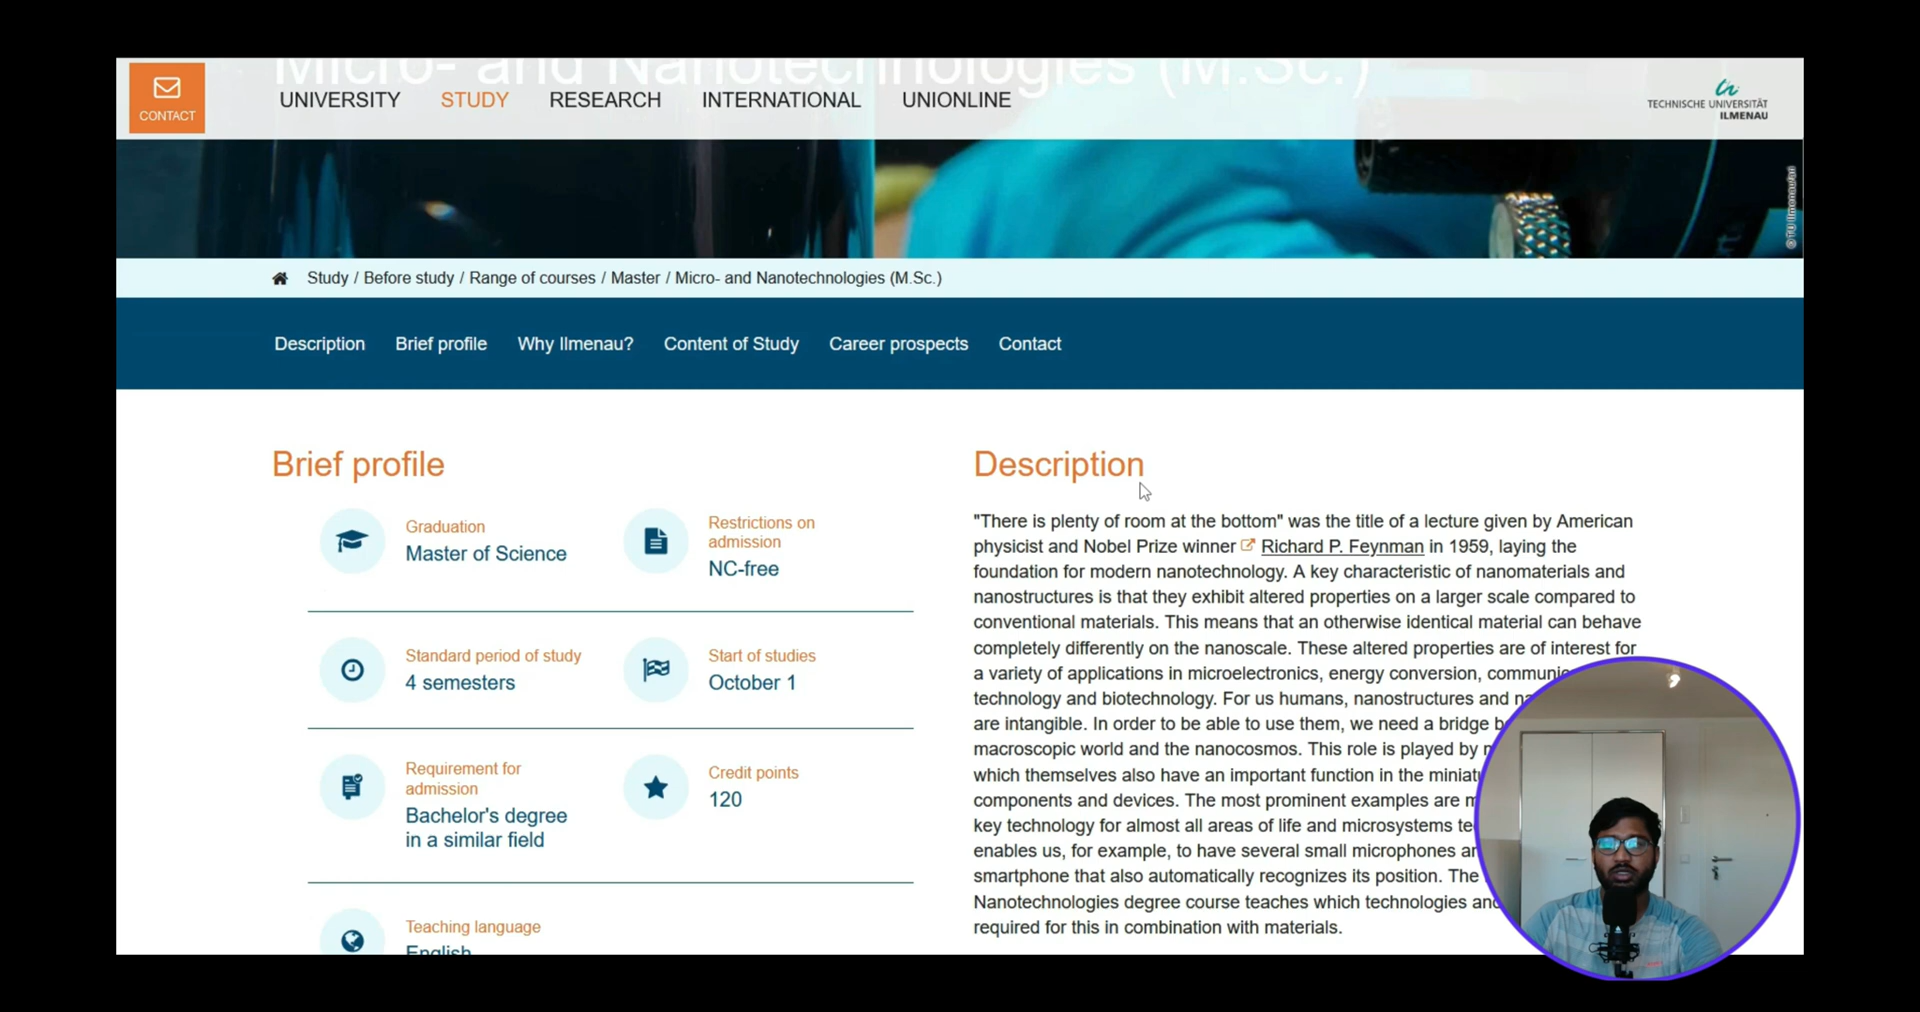 Micro- and Nanotechnologies (M.Sc.)
CONTACT
UNIVERSITY STUDY RESEARCH INTERNATIONAL UNIONLINE
TECHNISCHE UNIVERSITÄT
ILMENAU
© TU Ilmenau/ari
Study / Before study / Range of courses / Master / Micro- and Nanotechnologies (M.Sc.)
Description Brief profile Why Ilmenau? Content of Study Career prospects Contact
Brief profile
Graduation
Master of Science
Restrictions on
admission
NC-free
Standard period of study
4 semesters
Start of studies
October 1
Requirement for
admission
Bachelor's degree
in a similar field
Credit points
120
Teaching language
English
Description
"There is plenty of room at the bottom" was the title of a lecture given by American
physicist and Nobel Prize winner Richard P. Feynman in 1959, laying the
foundation for modern nanotechnology. A key characteristic of nanomaterials and
nanostructures is that they exhibit altered properties on a larger scale compared to
conventional materials. This means that an otherwise identical material can behave
completely differently on the nanoscale. These altered properties are of interest for
a variety of applications in microelectronics, energy conversion,
technology and biotechnology. For us humans, nanostructures and
are intangible. In order to be able to use them, we need a bridge
macroscopic world and the nanocosmos. This role is played by
which themselves also have an important function in the
components and devices. The most prominent examples are
key technology for almost all areas of life and microsystems
enables us, for example, to have several small microphones
smartphone that also automatically recognizes its position. The
Nanotechnologies degree course teaches which technologies and
required for this in combination with materials.